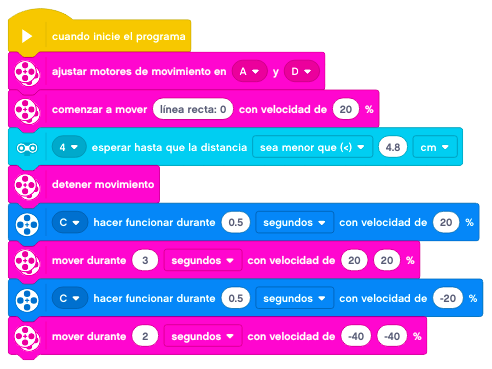 cuando inicie el programa
ajustar motores de movimiento en A y D
comenzar a mover línea recta: 0 con velocidad de 20 %
4 esperar hasta que la distancia sea menor que (<) 4.8 cm
detener movimiento
C hacer funcionar durante 0.5 segundos con velocidad de 20 %
mover durante 3 segundos con velocidad de 20 20 %
C hacer funcionar durante 0.5 segundos con velocidad de -20 %
mover durante 2 segundos con velocidad de -40 -40 %